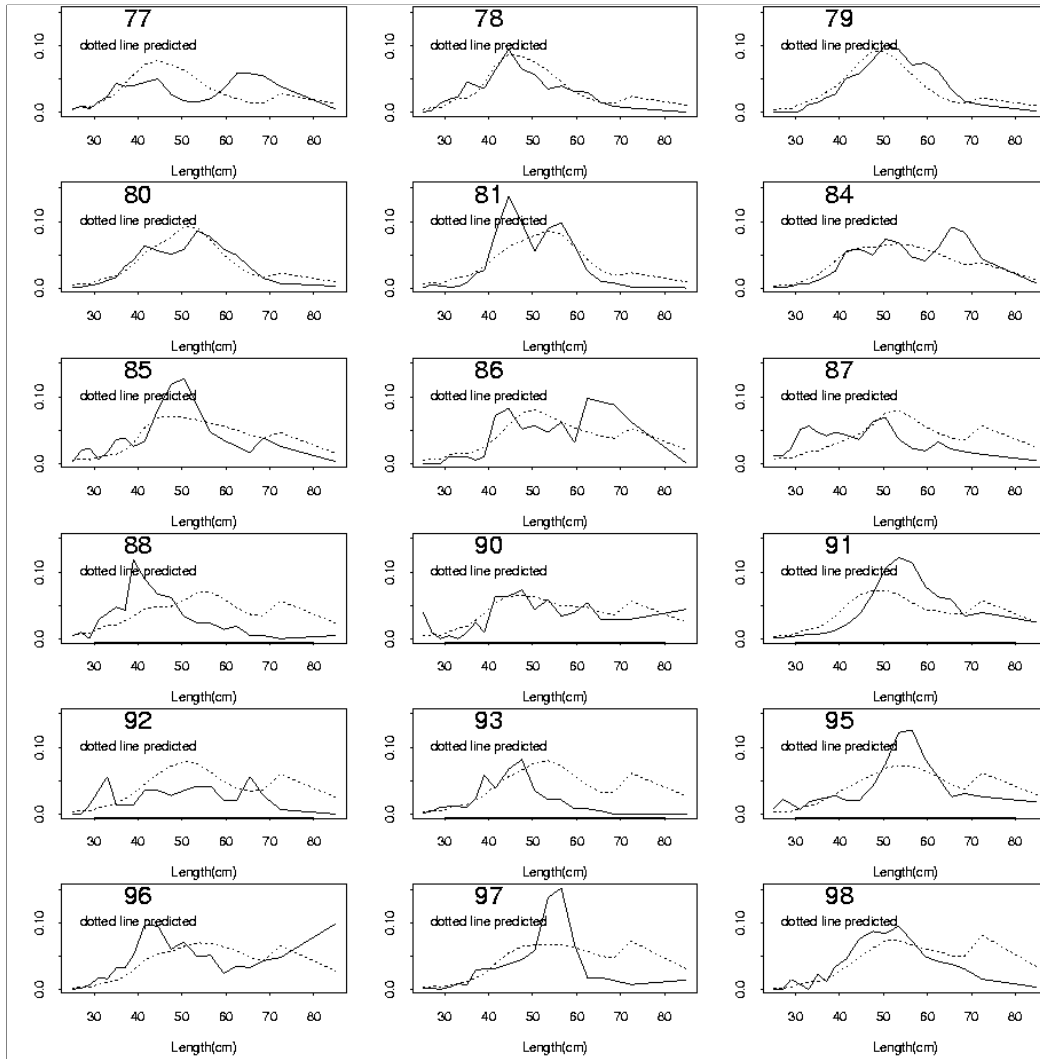 77 78 79
dotted line predicted dotted line predicted dotted line predicted
0.0 0.10 0.0 0.10 0.0 0.10
30 40 50 60 70 80 30 40 50 60 70 80 30 40 50 60 70 80
Length(cm) Length(cm) Length(cm)
80 81 84
dotted line predicted dotted line predicted dotted line predicted
0.0 0.10 0.0 0.10 0.0 0.10
30 40 50 60 70 80 30 40 50 60 70 80 30 40 50 60 70 80
Length(cm) Length(cm) Length(cm)
85 86 87
dotted line predicted dotted line predicted dotted line predicted
0.0 0.10 0.0 0.10 0.0 0.10
30 40 50 60 70 80 30 40 50 60 70 80 30 40 50 60 70 80
Length(cm) Length(cm) Length(cm)
88 90 91
dotted line predicted dotted line predicted dotted line predicted
0.0 0.10 0.0 0.10 0.0 0.10
30 40 50 60 70 80 30 40 50 60 70 80 30 40 50 60 70 80
Length(cm) Length(cm) Length(cm)
92 93 95
dotted line predicted dotted line predicted dotted line predicted
0.0 0.10 0.0 0.10 0.0 0.10
30 40 50 60 70 80 30 40 50 60 70 80 30 40 50 60 70 80
Length(cm) Length(cm) Length(cm)
96 97 98
dotted line predicted dotted line predicted dotted line predicted
0.0 0.10 0.0 0.10 0.0 0.10
30 40 50 60 70 80 30 40 50 60 70 80 30 40 50 60 70 80
Length(cm) Length(cm) Length(cm)